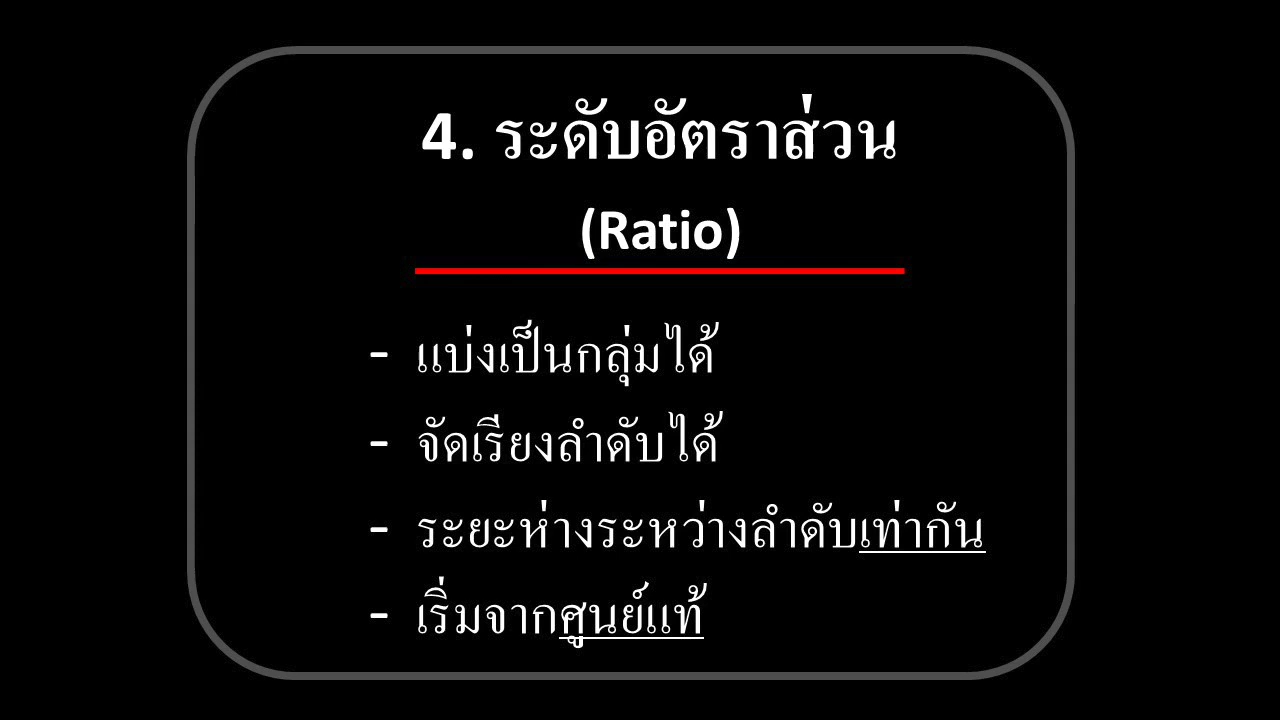 4. ระดับอัตราส่วน
(Ratio)
- แบ่งเป็นกลุ่มได้
- จัดเรียงลำดับได้
- ระยะห่างระหว่างลำดับเท่ากัน
- เริ่มจากศูนย์แท้